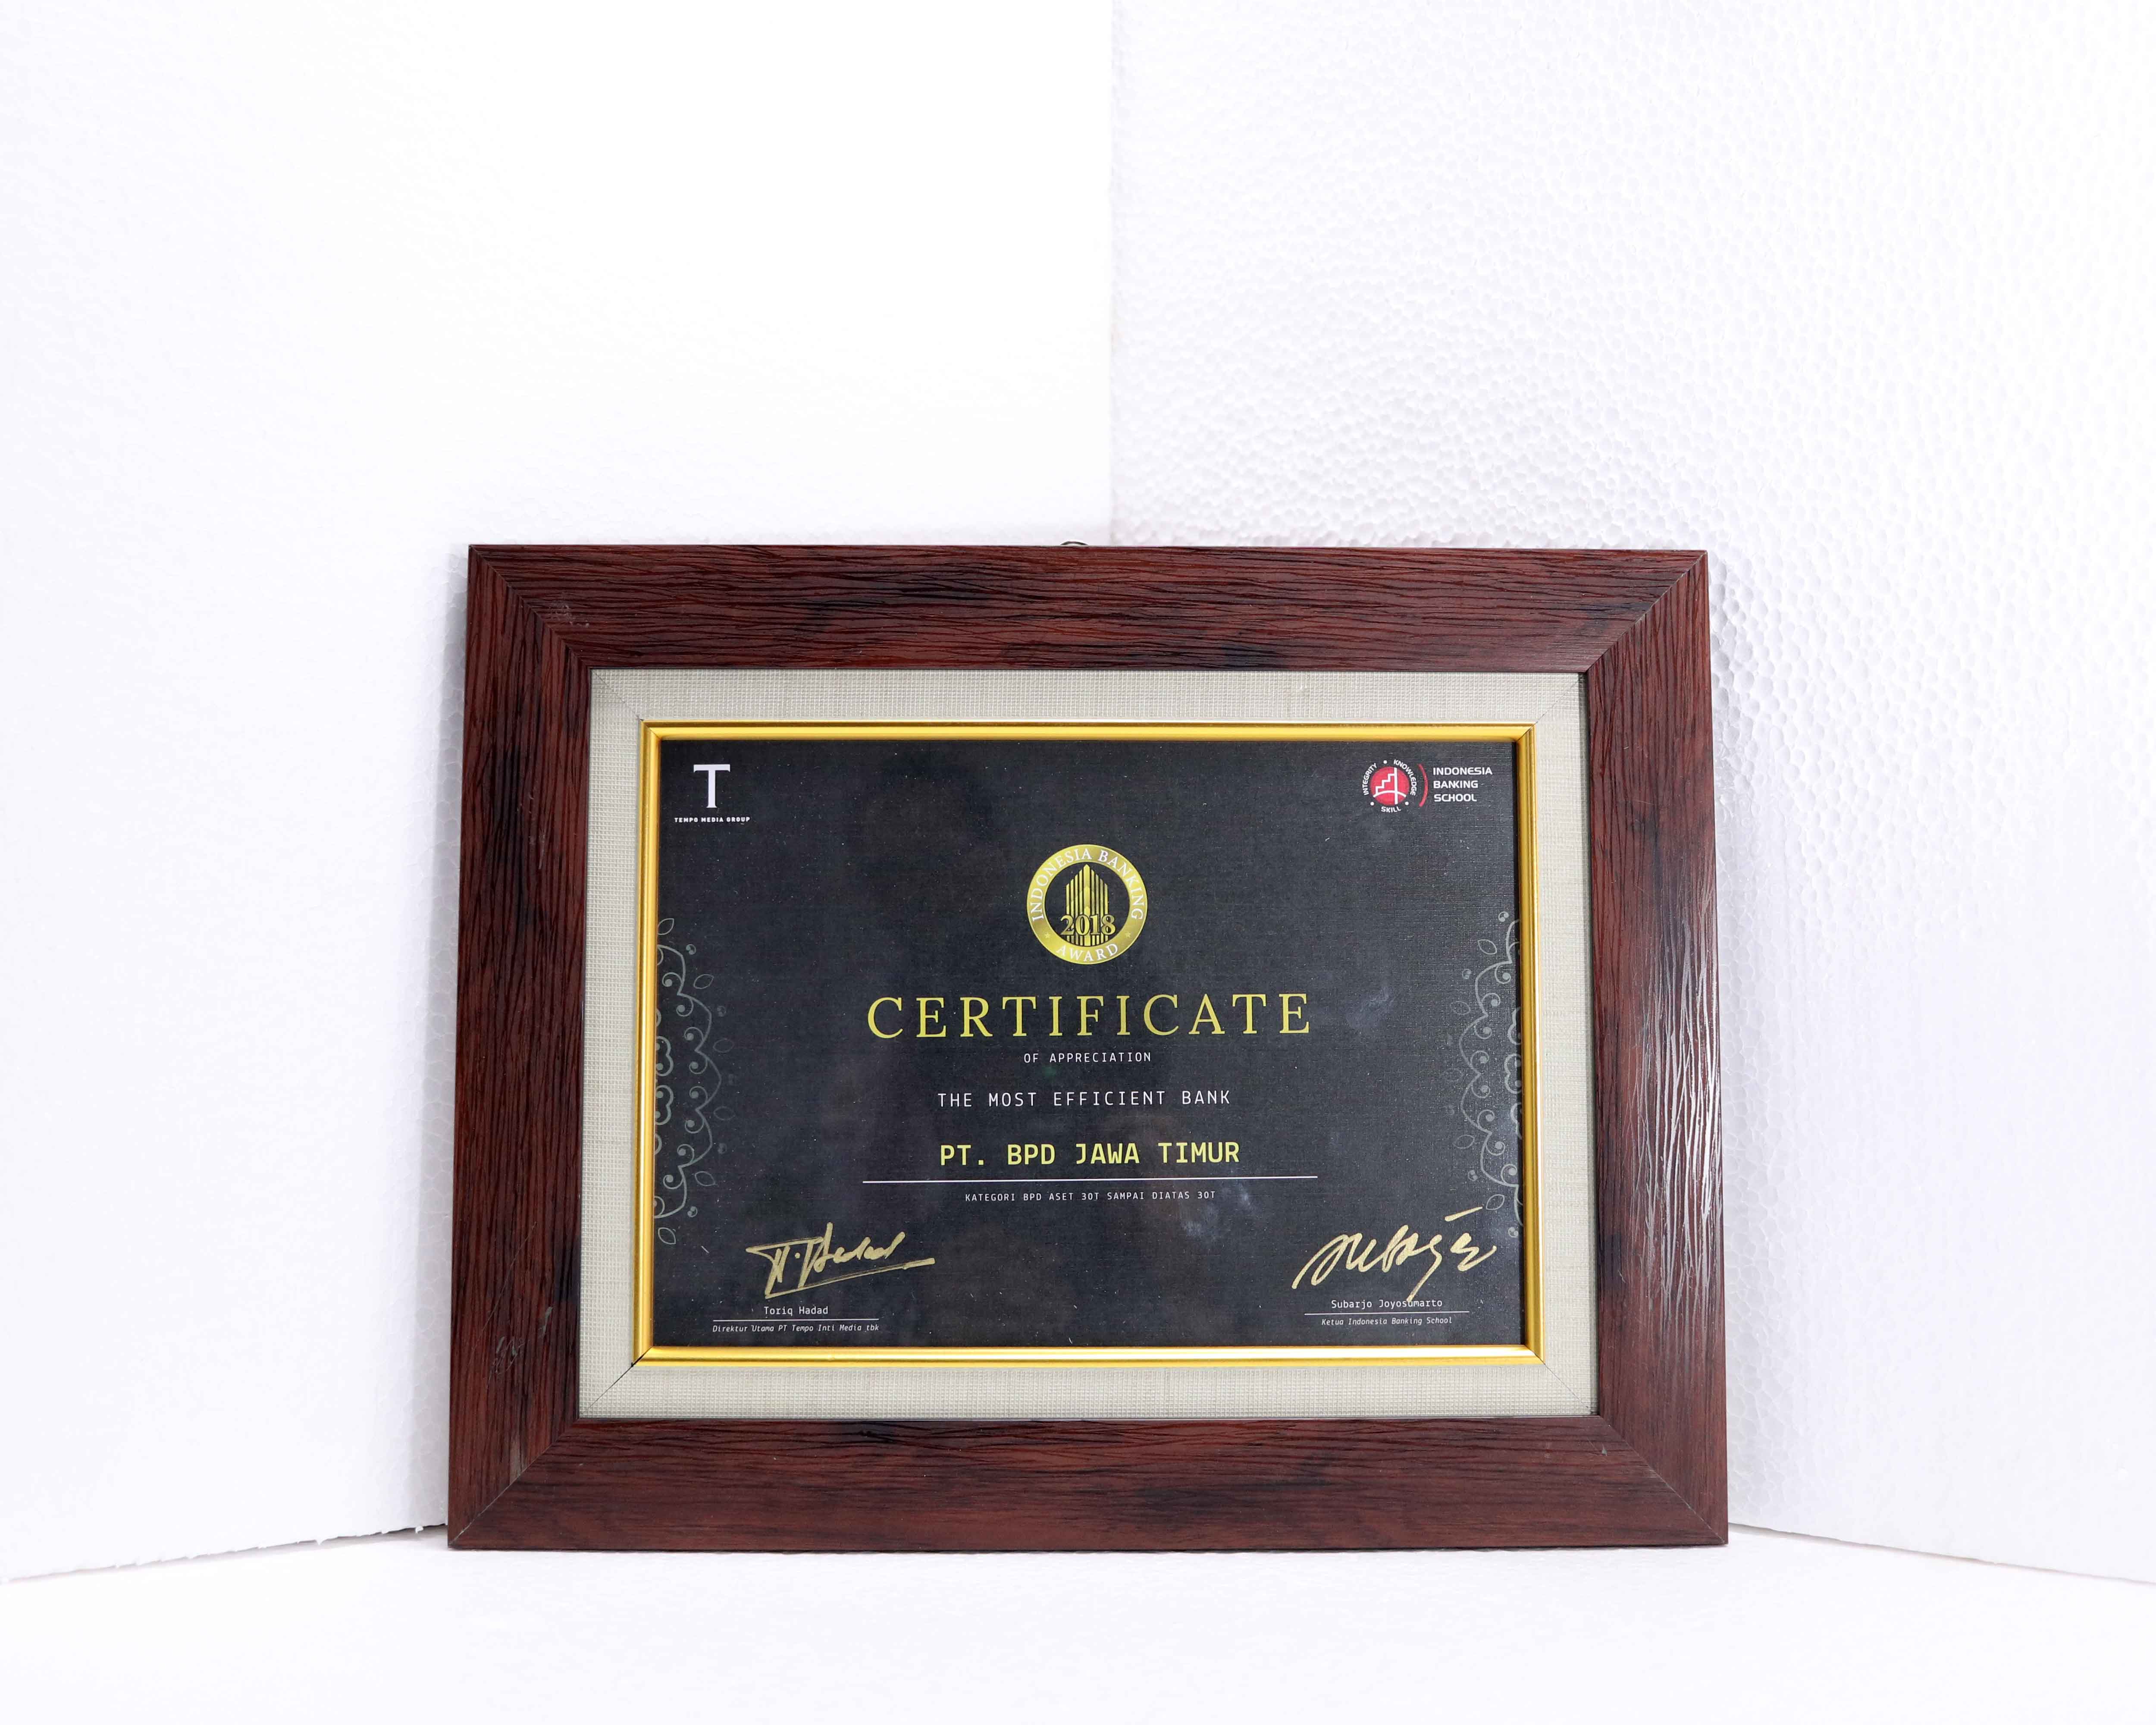 T
TEMPO MEDIA GROUP
INTEGRITY • KNOWLEDGE • SKILL •
INDONESIA
BANKING
SCHOOL
INDONESIA BANKING
2018
AWARD
CERTIFICATE
OF APPRECIATION
THE MOST EFFICIENT BANK
PT. BPD JAWA TIMUR
KATEGORI BPD ASET 30T SAMPAI DIATAS 30T
Toriq Hadad
Direktur Utama PT Tempo Inti Media tbk
Subarjo Joyosumarto
Ketua Indonesia Banking School